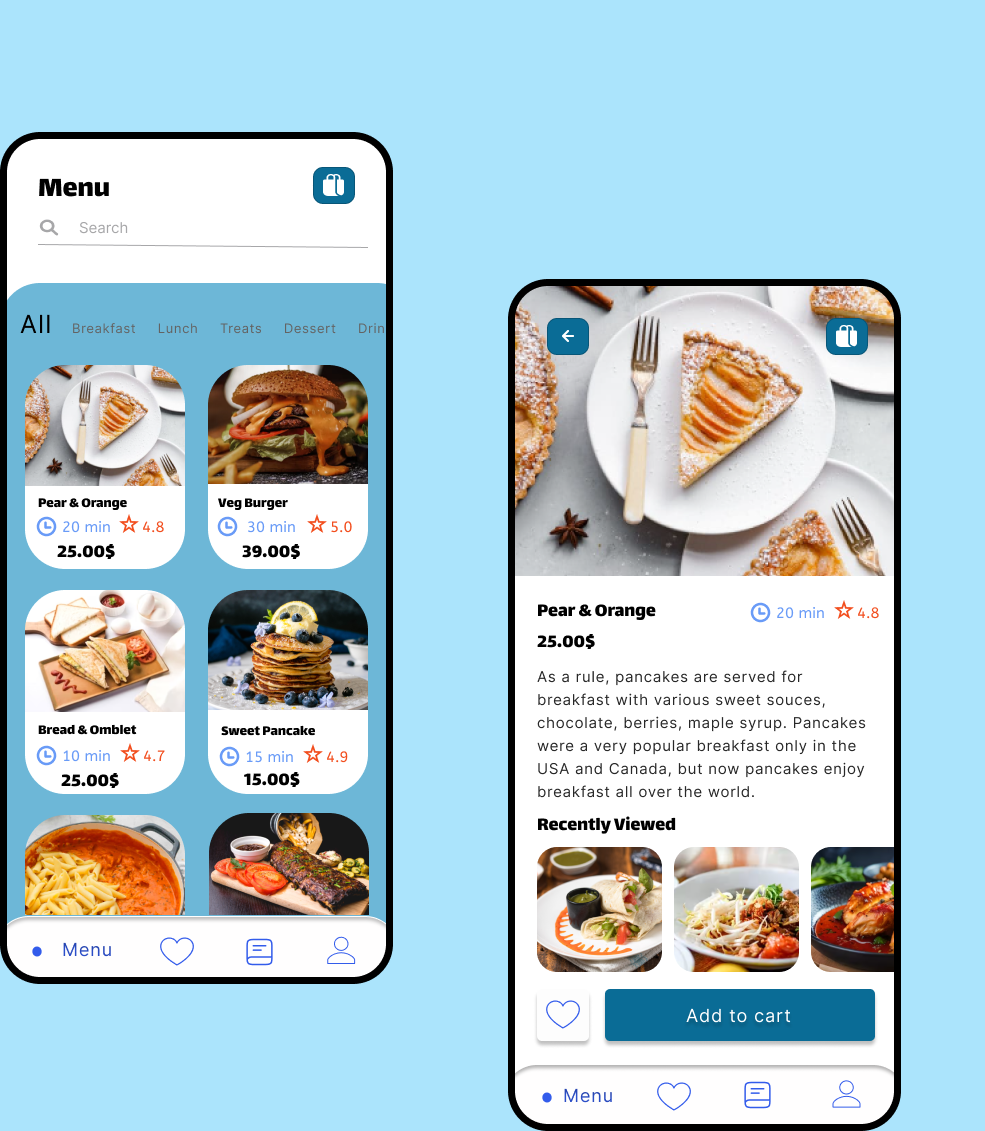 Menu
Search
All Breakfast Lunch Treats Dessert Drin
Pear & Orange
20 min 4.8
25.00$
Veg Burger
30 min 5.0
39.00$
Bread & Omblet
10 min 4.7
25.00$
Sweet Pancake
15 min 4.9
15.00$
Menu
Pear & Orange
20 min 4.8
25.00$
As a rule, pancakes are served for
breakfast with various sweet souces,
chocolate, berries, maple syrup. Pancakes
were a very popular breakfast only in the
USA and Canada, but now pancakes enjoy
breakfast all over the world.
Recently Viewed
Add to cart
Menu